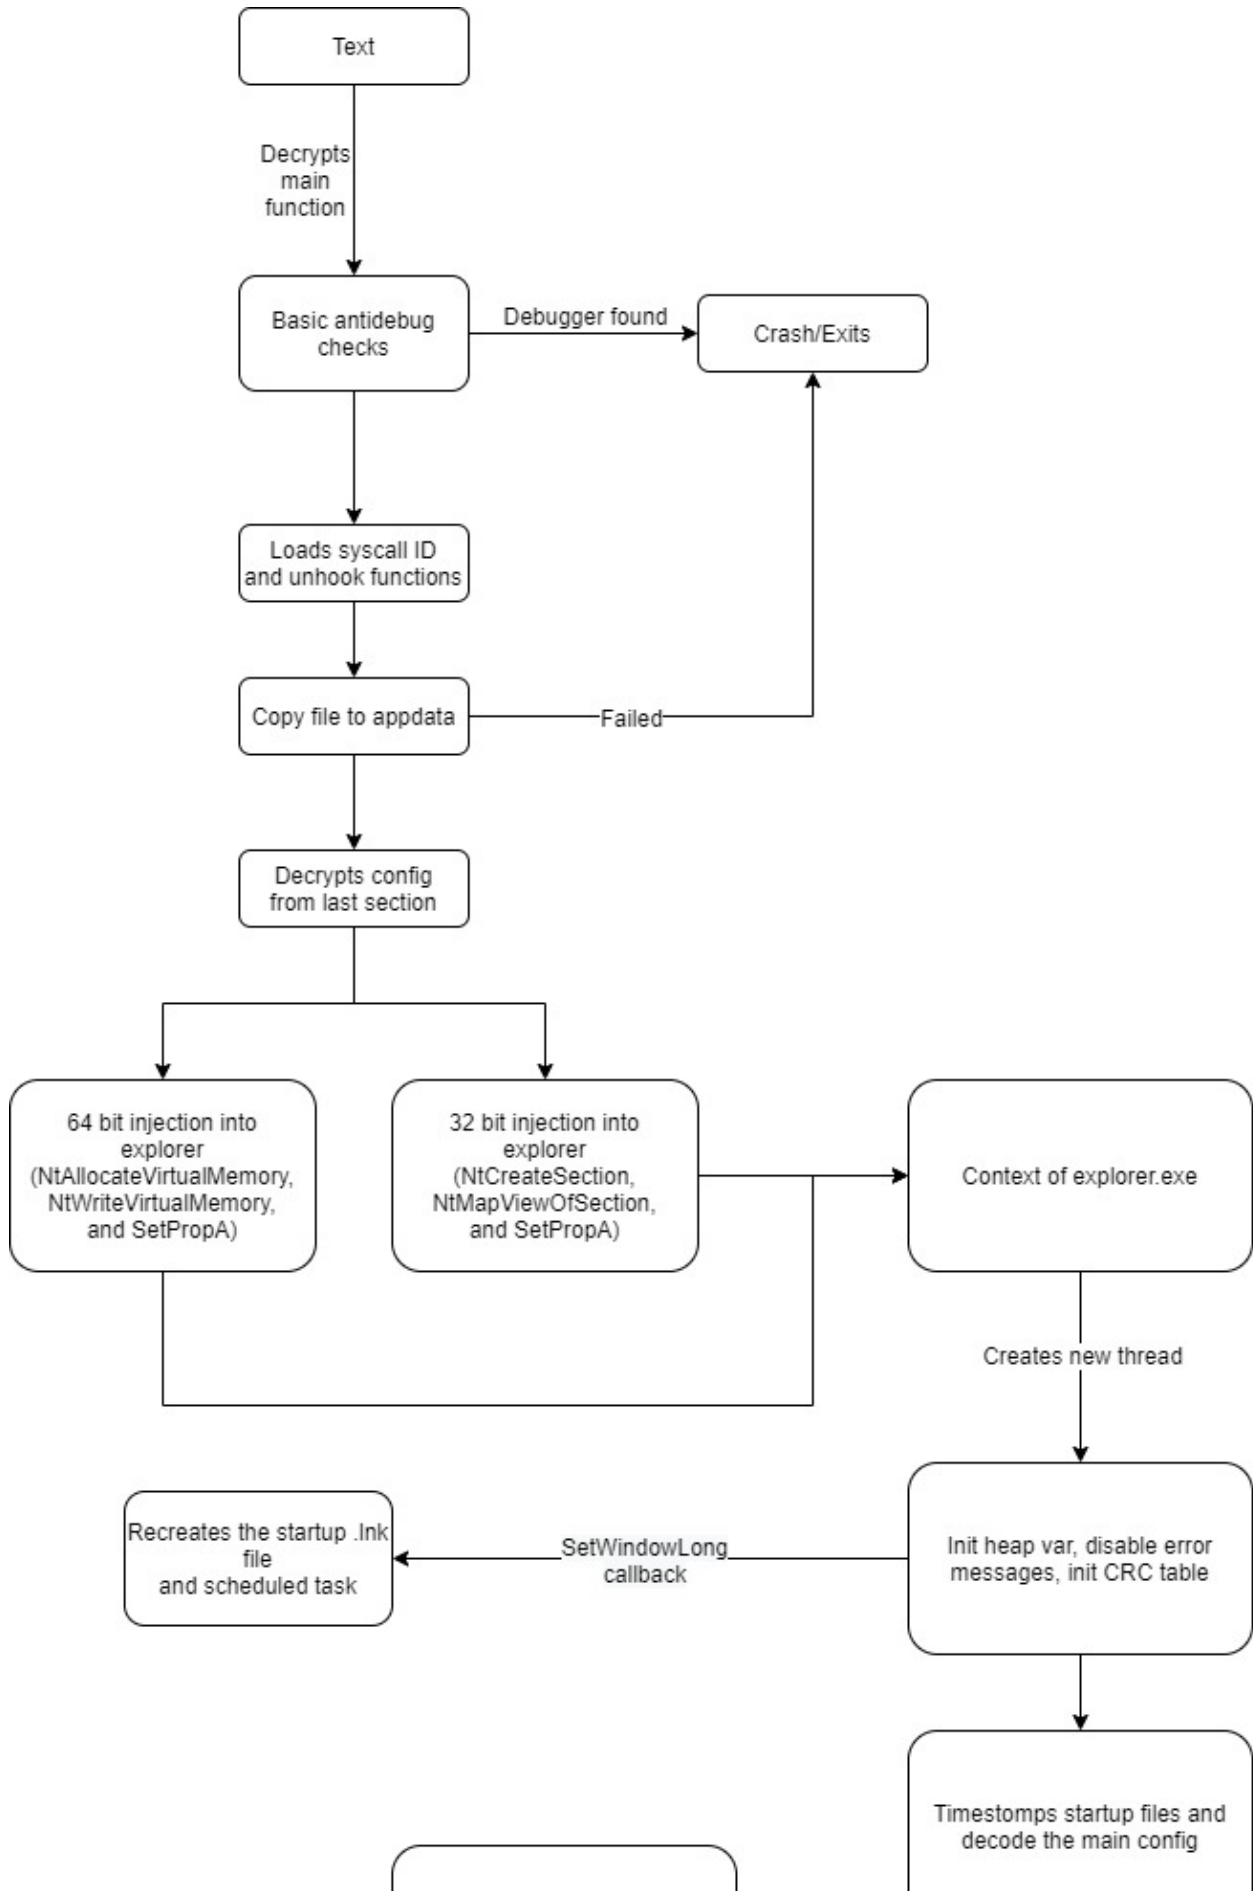 Text
Decrypts
main
function
Basic antidebug
checks
Debugger found
Crash/Exits
Loads syscall ID
and unhook functions
Copy file to appdata
Failed
Decrypts config
from last section
64 bit injection into
explorer
(NtAllocateVirtualMemory,
NtWriteVirtualMemory,
and SetPropA)
32 bit injection into
explorer
(NtCreateSection,
NtMapViewOfSection,
and SetPropA)
Context of explorer.exe
Creates new thread
Recreates the startup .lnk
file
and scheduled task
SetWindowLong
callback
Init heap var, disable error
messages, init CRC table
Timestomps startup files and
decode the main config